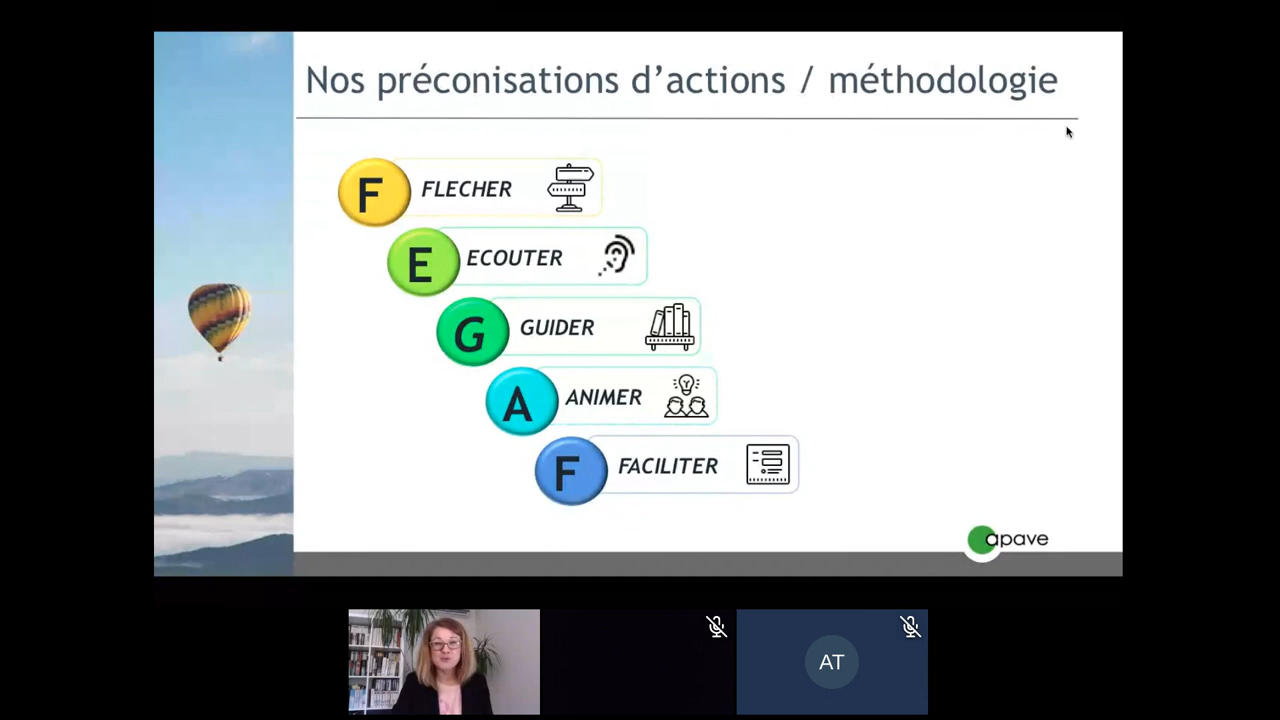 Nos préconisations d’actions / méthodologie
F FLECHER
E ECOUTER
G GUIDER
A ANIMER
F FACILITER
apave
AT